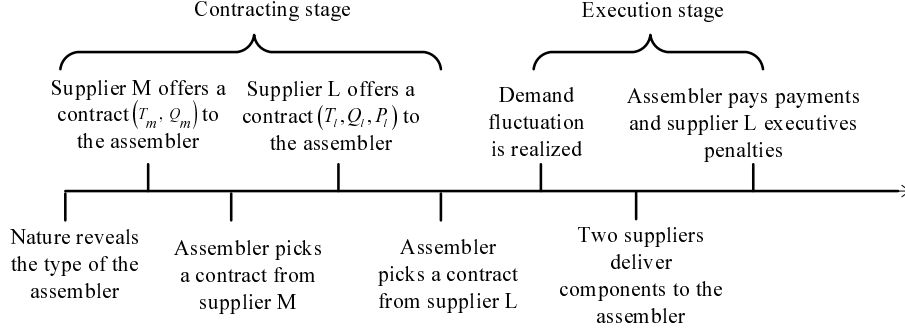 Contracting stage
Execution stage
Supplier M offers a
contract (T_m, Q_m) to
the assembler
Supplier L offers a
contract (T_l, Q_l, P_l) to
the assembler
Demand
fluctuation
is realized
Assembler pays payments
and supplier L executives
penalties
Nature reveals
the type of the
assembler
Assembler picks
a contract from
supplier M
Assembler
picks a contract
from supplier L
Two suppliers
deliver
components to the
assembler